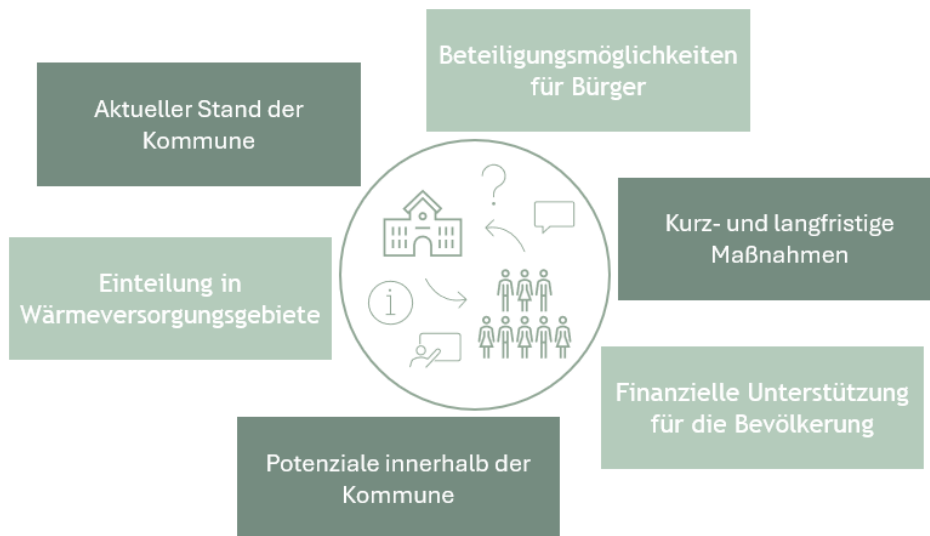 Beteiligungsmöglichkeiten
für Bürger
Aktueller Stand der
Kommune
Kurz- und langfristige
Maßnahmen
Einteilung in
Wärmeversorgungsgebiete
i
Finanzielle Unterstützung
für die Bevölkerung
Potenziale innerhalb der
Kommune